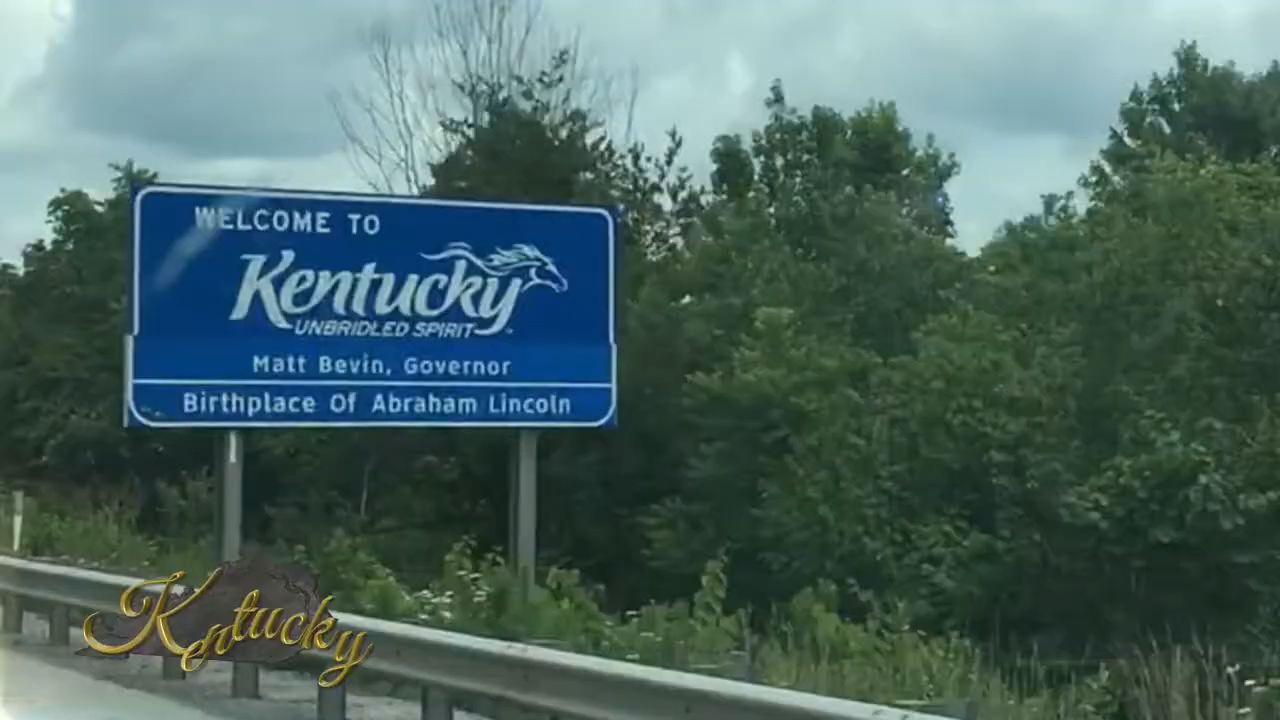 WELCOME TO
Kentucky
UNBRIDLED SPIRIT
Matt Bevin, Governor
Birthplace Of Abraham Lincoln
Kentucky